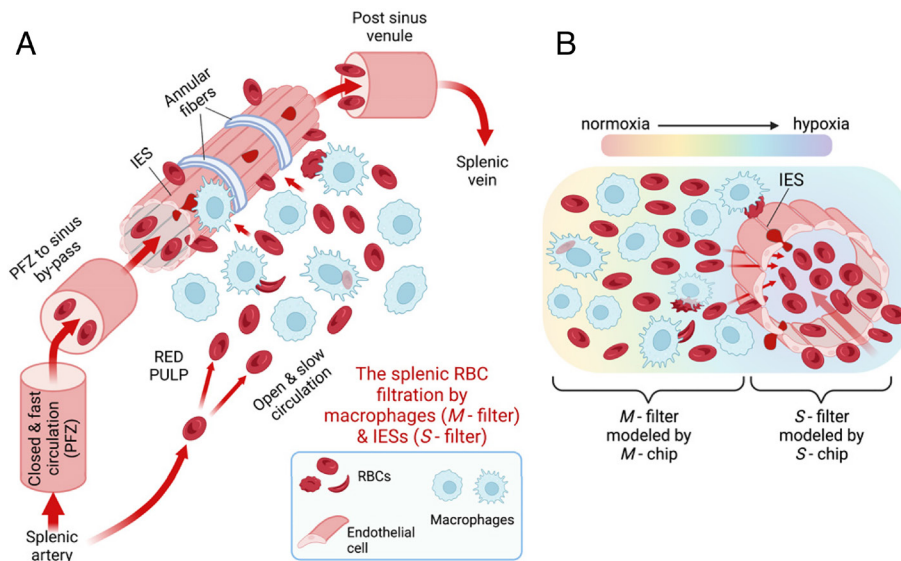 A
Post sinus
venule
Annular
fibers
IES
Splenic
vein
PFZ to sinus
by-pass
RED
PULP
Open & slow
circulation
Closed & fast
circulation
(PFZ)
Splenic
artery
The splenic RBC
filtration by
macrophages (M - filter)
& IESs (S - filter)
RBCs
Macrophages
Endothelial
cell
B
normoxia
hypoxia
IES
M - filter
modeled by
M - chip
S - filter
modeled by
S - chip